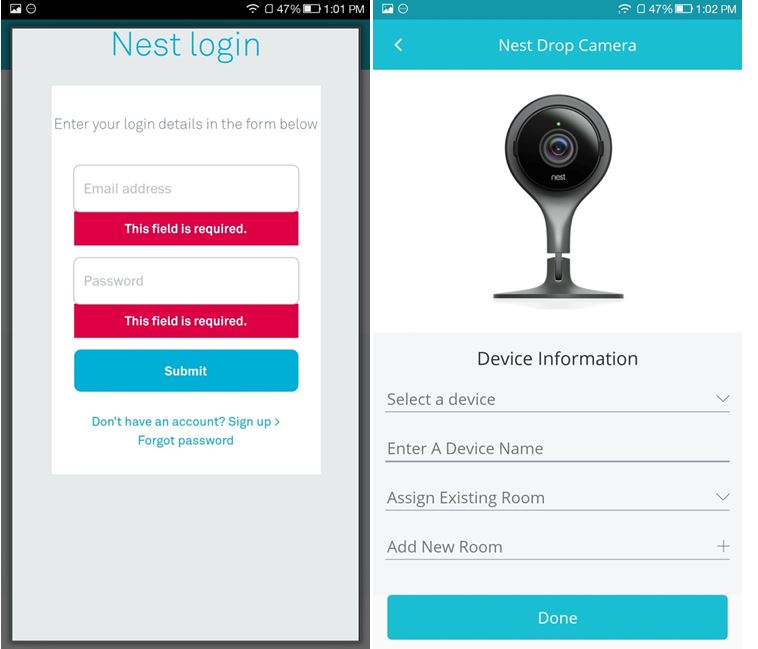 47% 1:01 PM
Nest login
Enter your login details in the form below
Email address
This field is required.
Password
This field is required.
Submit
Don't have an account? Sign up >
Forgot password
47% 1:02 PM
Nest Drop Camera
nest
Device Information
Select a device
Enter A Device Name
Assign Existing Room
Add New Room
Done